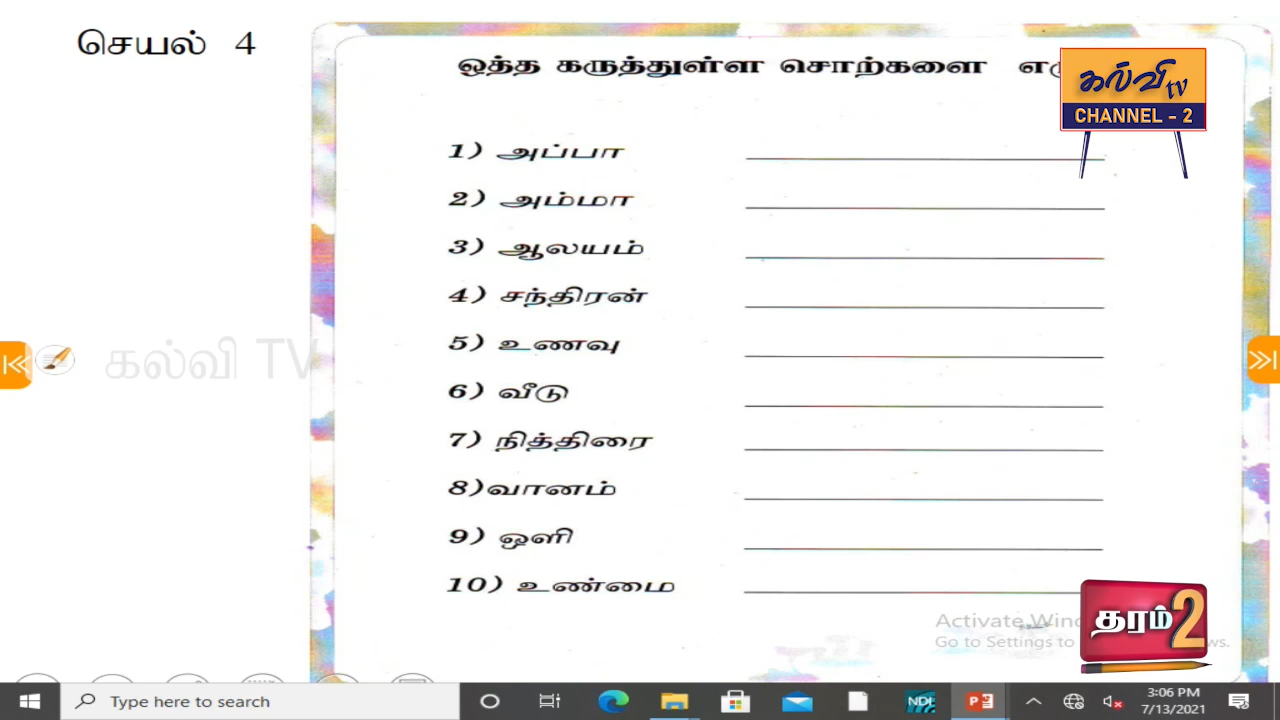 செயல் 4
ஒத்த கருத்துள்ள சொற்களை
கல்வி tv
CHANNEL - 2
1) அப்பா
2) அம்மா
3) ஆலயம்
4) சந்திரன்
5) உணவு
கல்வி TV
6) வீடு
7) நித்திரை
8)வானம்
9) ஒளி
10) உண்மை
Activate
Go to Settings to
தரம் 2
Type here to search
3:06 PM
7/13/2021